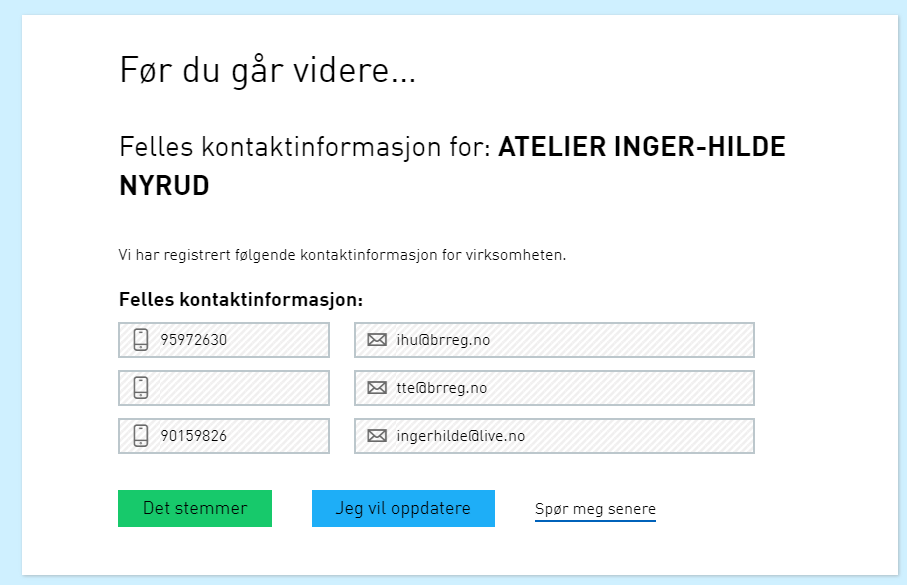 Før du går videre...
Felles kontaktinformasjon for: ATELIER INGER-HILDE
NYRUD
Vi har registrert følgende kontaktinformasjon for virksomheten.
Felles kontaktinformasjon:
95972630 ihu@brreg.no
tte@brreg.no
90159826 ingerhilde@live.no
Det stemmer Jeg vil oppdatere Spør meg senere